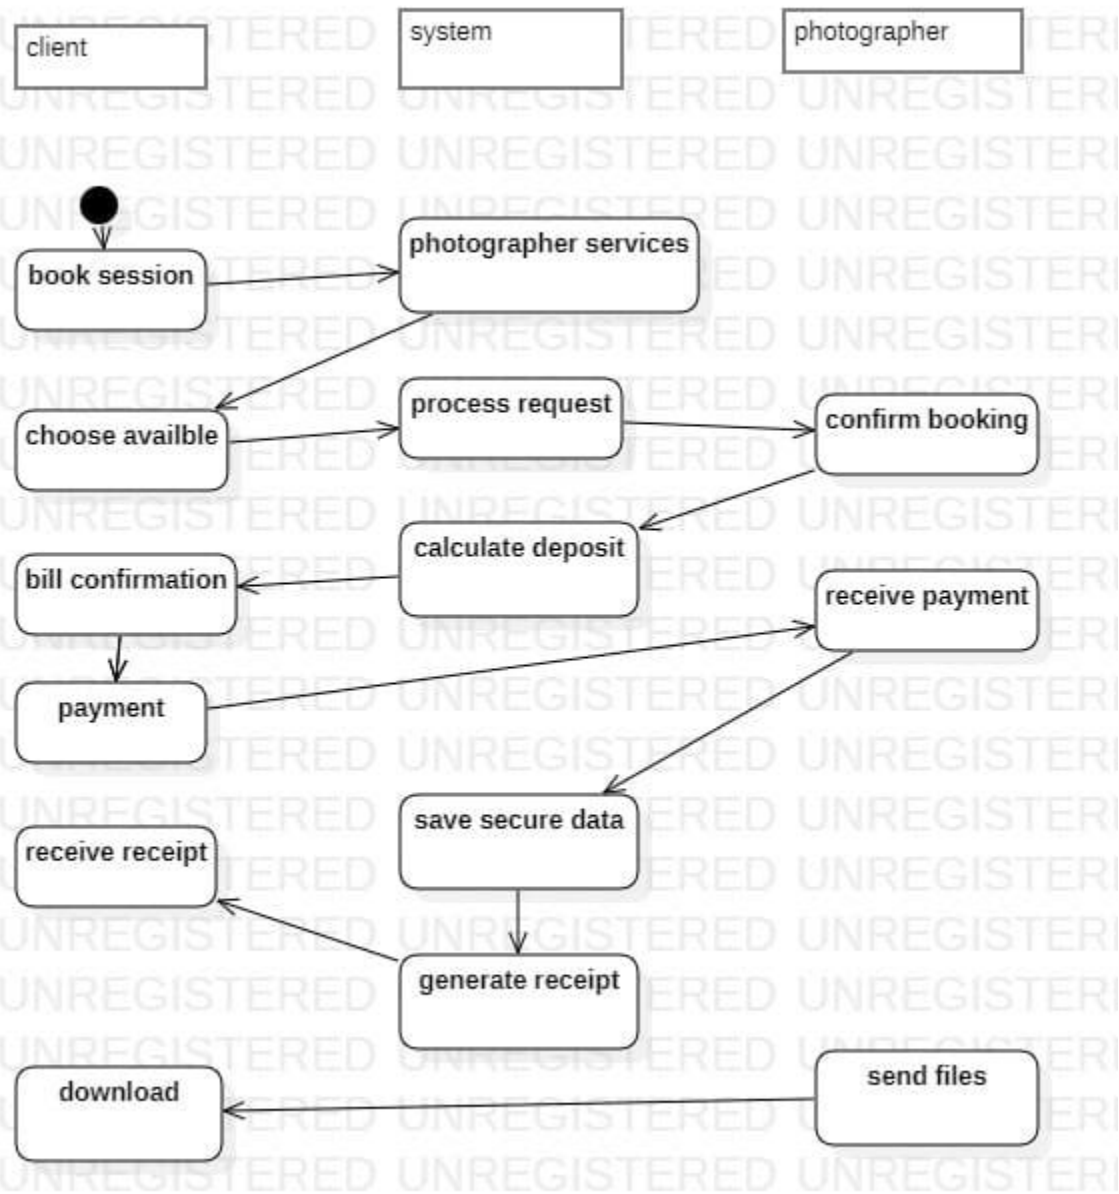 client
system
photographer
book session
photographer services
choose availble
process request
confirm booking
calculate deposit
bill confirmation
receive payment
payment
save secure data
receive receipt
generate receipt
send files
download
UNREGISTERED